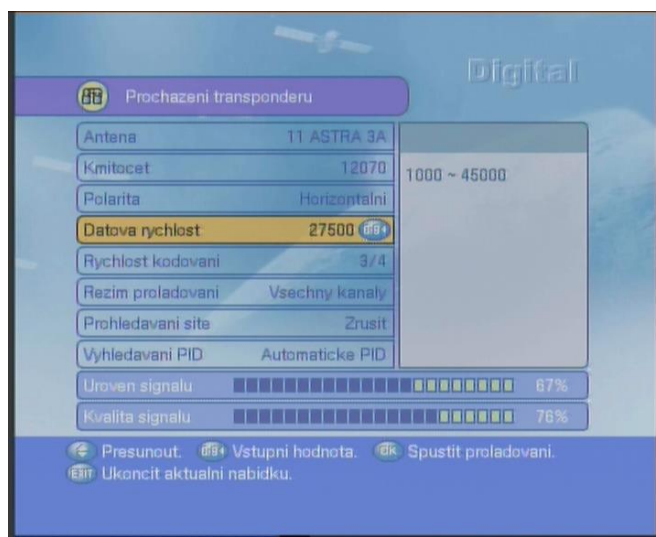 Digital
Prochazeni transponderu
Antena 11 ASTRA 3A
Kmitocet 12070
1000 ~ 45000
Polarita Horizontalni
Datova rychlost 27500
Rychlost kodovani 3/4
Rezim proladovani Vsechny kanaly
Prohledavani site Zrusit
Vyhledavani PID Automaticke PID
Uroven signalu 67%
Kvalita signalu 76%
Presunout. Vstupni hodnota. OK Spustit proladovani.
EXIT Ukoncit aktualni nabidku.